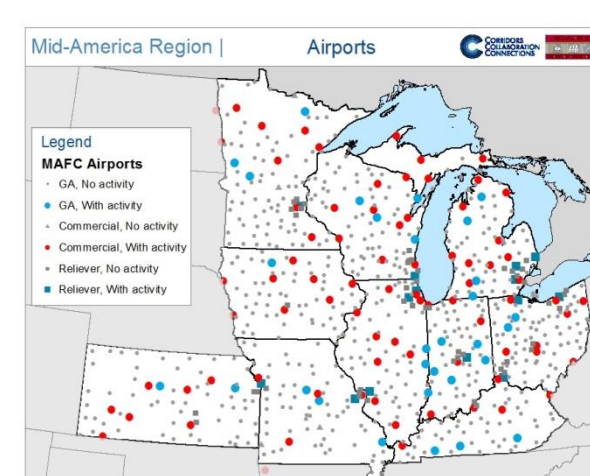 Mid-America Region |
Airports
CORRIDORS
COLLABORATION
CONNECTIONS
Legend
MAFC Airports
GA, No activity
GA, With activity
Commercial, No activity
Commercial, With activity
Reliever, No activity
Reliever, With activity